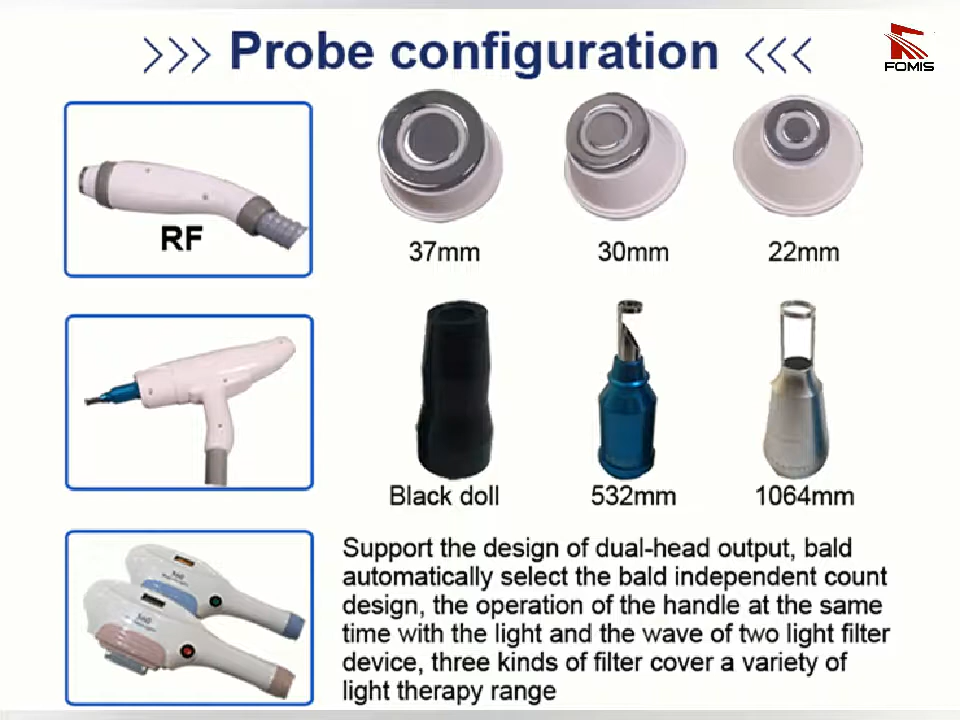 >>> Probe configuration <<<
FOMIS
RF
37mm 30mm 22mm
Black doll 532mm 1064mm
Support the design of dual-head output, bald
automatically select the bald independent count
design, the operation of the handle at the same
time with the light and the wave of two light filter
device, three kinds of filter cover a variety of
light therapy range